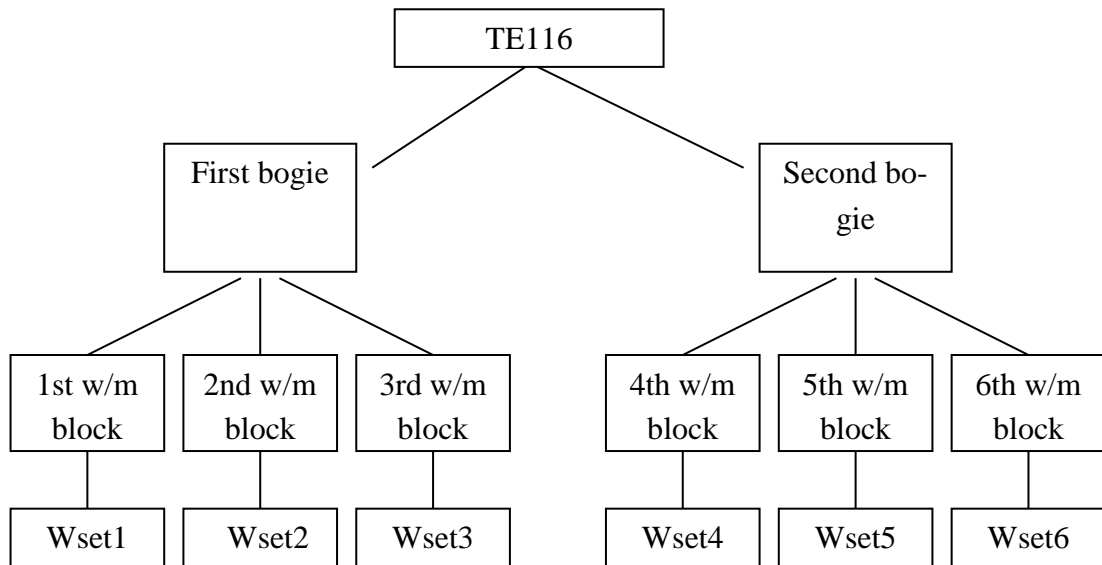 TE116
First bogie
Second bo-
gie
1st w/m
block
2nd w/m
block
3rd w/m
block
4th w/m
block
5th w/m
block
6th w/m
block
Wset1
Wset2
Wset3
Wset4
Wset5
Wset6